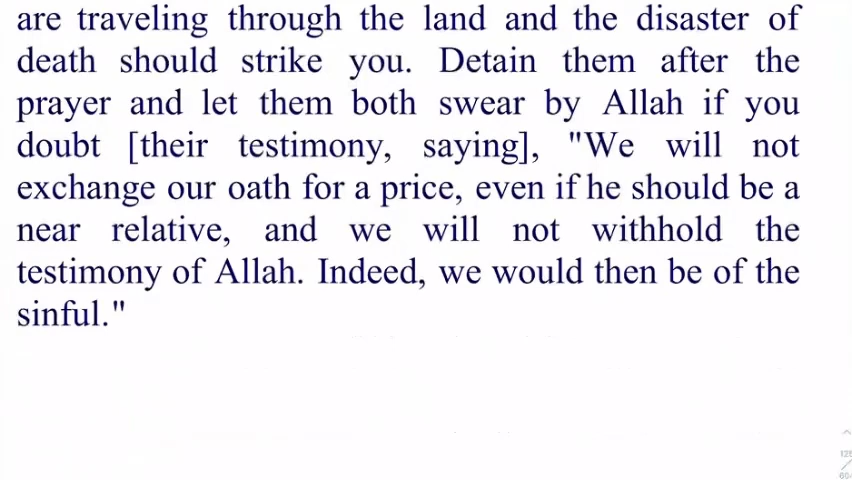 are traveling through the land and the disaster of
death should strike you. Detain them after the
prayer and let them both swear by Allah if you
doubt [their testimony, saying], "We will not
exchange our oath for a price, even if he should be a
near relative, and we will not withhold the
testimony of Allah. Indeed, we would then be of the
sinful."